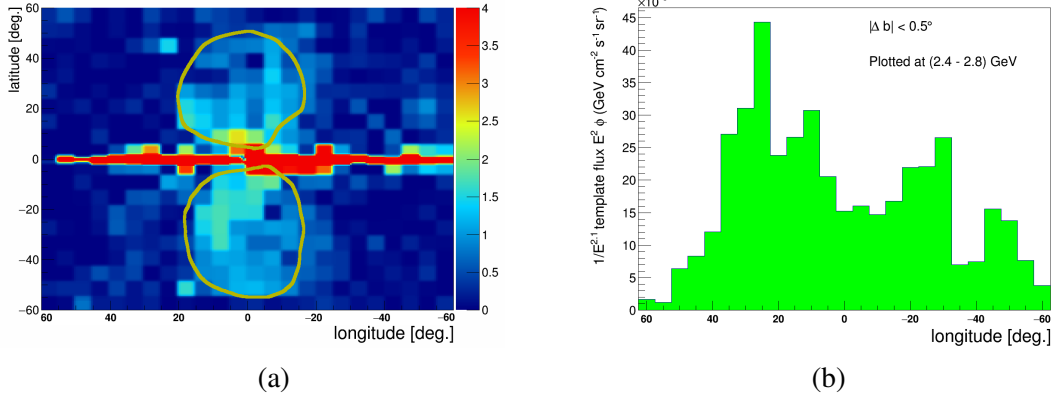 60
40
20
0
−20
−40
−60
latitude [deg.]
60 40 20 0 −20 −40 −60
longitude [deg.]
4
3.5
3
2.5
2
1.5
1
0.5
0
(a)
45
40
35
30
25
20
15
10
5
0
1/E^2.1 template flux E² ϕ (GeV cm⁻² s⁻¹ sr⁻¹)
|Δ b| < 0.5°
Plotted at (2.4 - 2.8) GeV
60 40 20 0 −20 −40 −60
longitude [deg.]
(b)